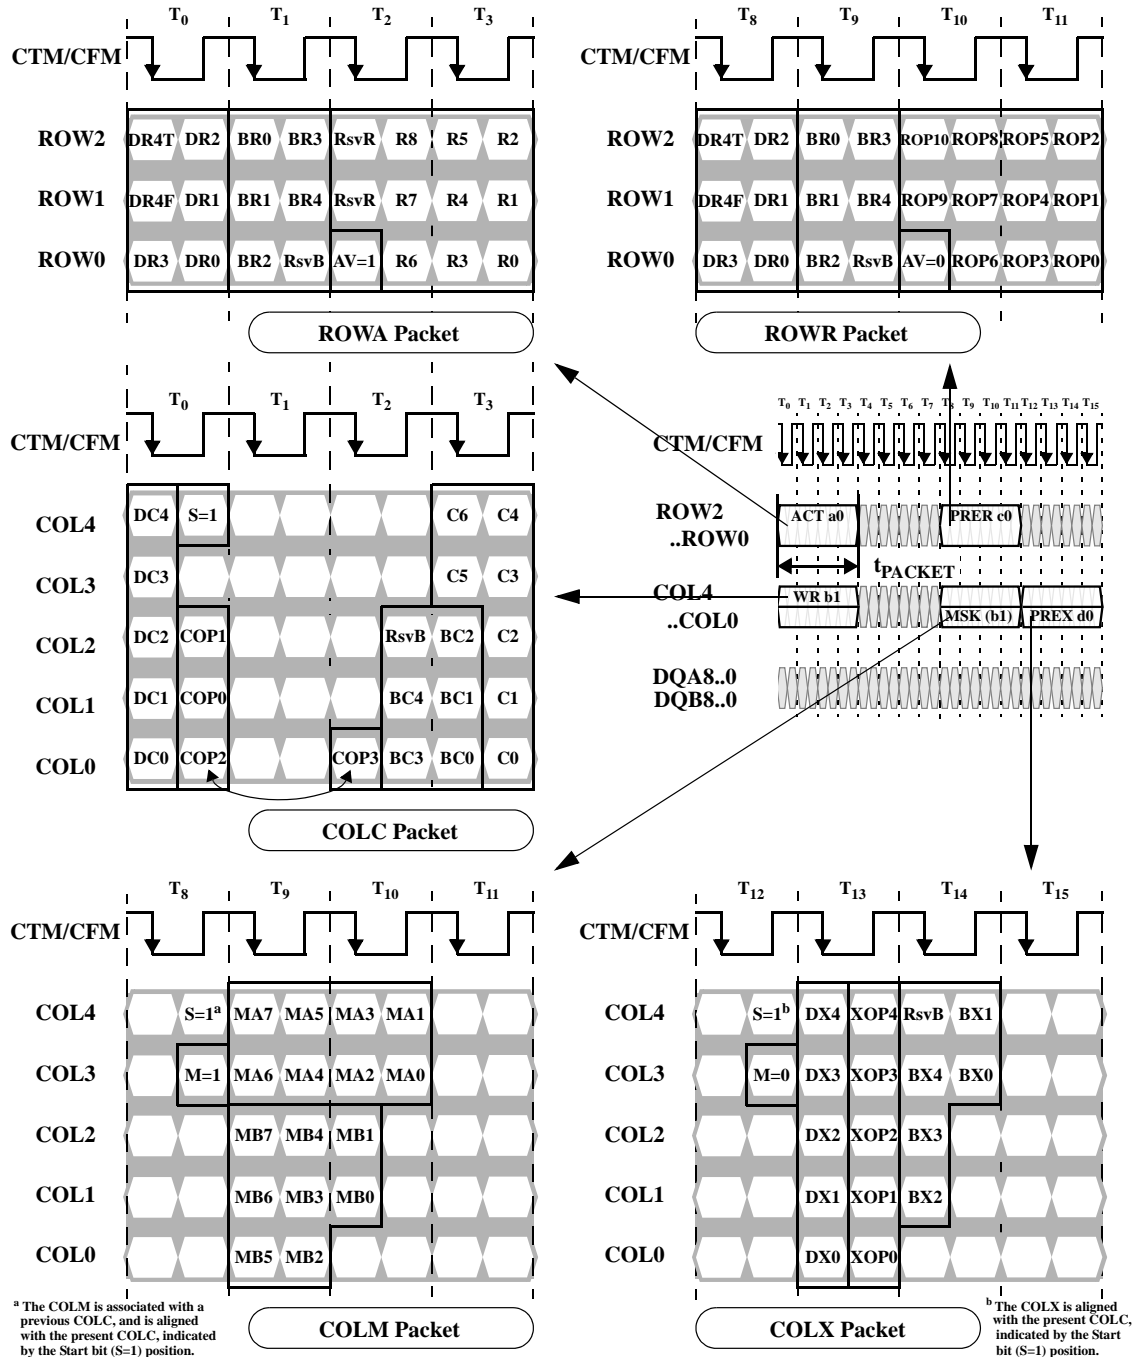 T0 T1 T2 T3
CTM/CFM
ROW2 DR4T DR2 BR0 BR3 RsvR R8 R5 R2
ROW1 DR4F DR1 BR1 BR4 RsvR R7 R4 R1
ROW0 DR3 DR0 BR2 RsvB AV=1 R6 R3 R0
ROWA Packet
T8 T9 T10 T11
CTM/CFM
ROW2 DR4T DR2 BR0 BR3 ROP10 ROP8 ROP5 ROP2
ROW1 DR4F DR1 BR1 BR4 ROP9 ROP7 ROP4 ROP1
ROW0 DR3 DR0 BR2 RsvB AV=0 ROP6 ROP3 ROP0
ROWR Packet
T0 T1 T2 T3
CTM/CFM
COL4 DC4 S=1 C6 C4
COL3 DC3 C5 C3
COL2 DC2 COP1 RsvB BC2 C2
COL1 DC1 COP0 BC4 BC1 C1
COL0 DC0 COP2 COP3 BC3 BC0 C0
COLC Packet
T0 T1 T2 T3 T4 T5 T6 T7 T8 T9 T10 T11 T12 T13 T14 T15
CTM/CFM
ROW2 ACT a0 PRER c0
..ROW0
tPACKET
COL4 WR b1
..COL0 MSK (b1) PREX d0
DQA8..0
DQB8..0
T8 T9 T10 T11
CTM/CFM
COL4 S=1a MA7 MA5 MA3 MA1
COL3 M=1 MA6 MA4 MA2 MA0
COL2 MB7 MB4 MB1
COL1 MB6 MB3 MB0
COL0 MB5 MB2
a The COLM is associated with a
previous COLC, and is aligned
with the present COLC, indicated
by the Start bit (S=1) position.
COLM Packet
T12 T13 T14 T15
CTM/CFM
COL4 S=1b DX4 XOP4 RsvB BX1
COL3 M=0 DX3 XOP3 BX4 BX0
COL2 DX2 XOP2 BX3
COL1 DX1 XOP1 BX2
COL0 DX0 XOP0
COLX Packet
b The COLX is aligned
with the present COLC,
indicated by the Start
bit (S=1) position.